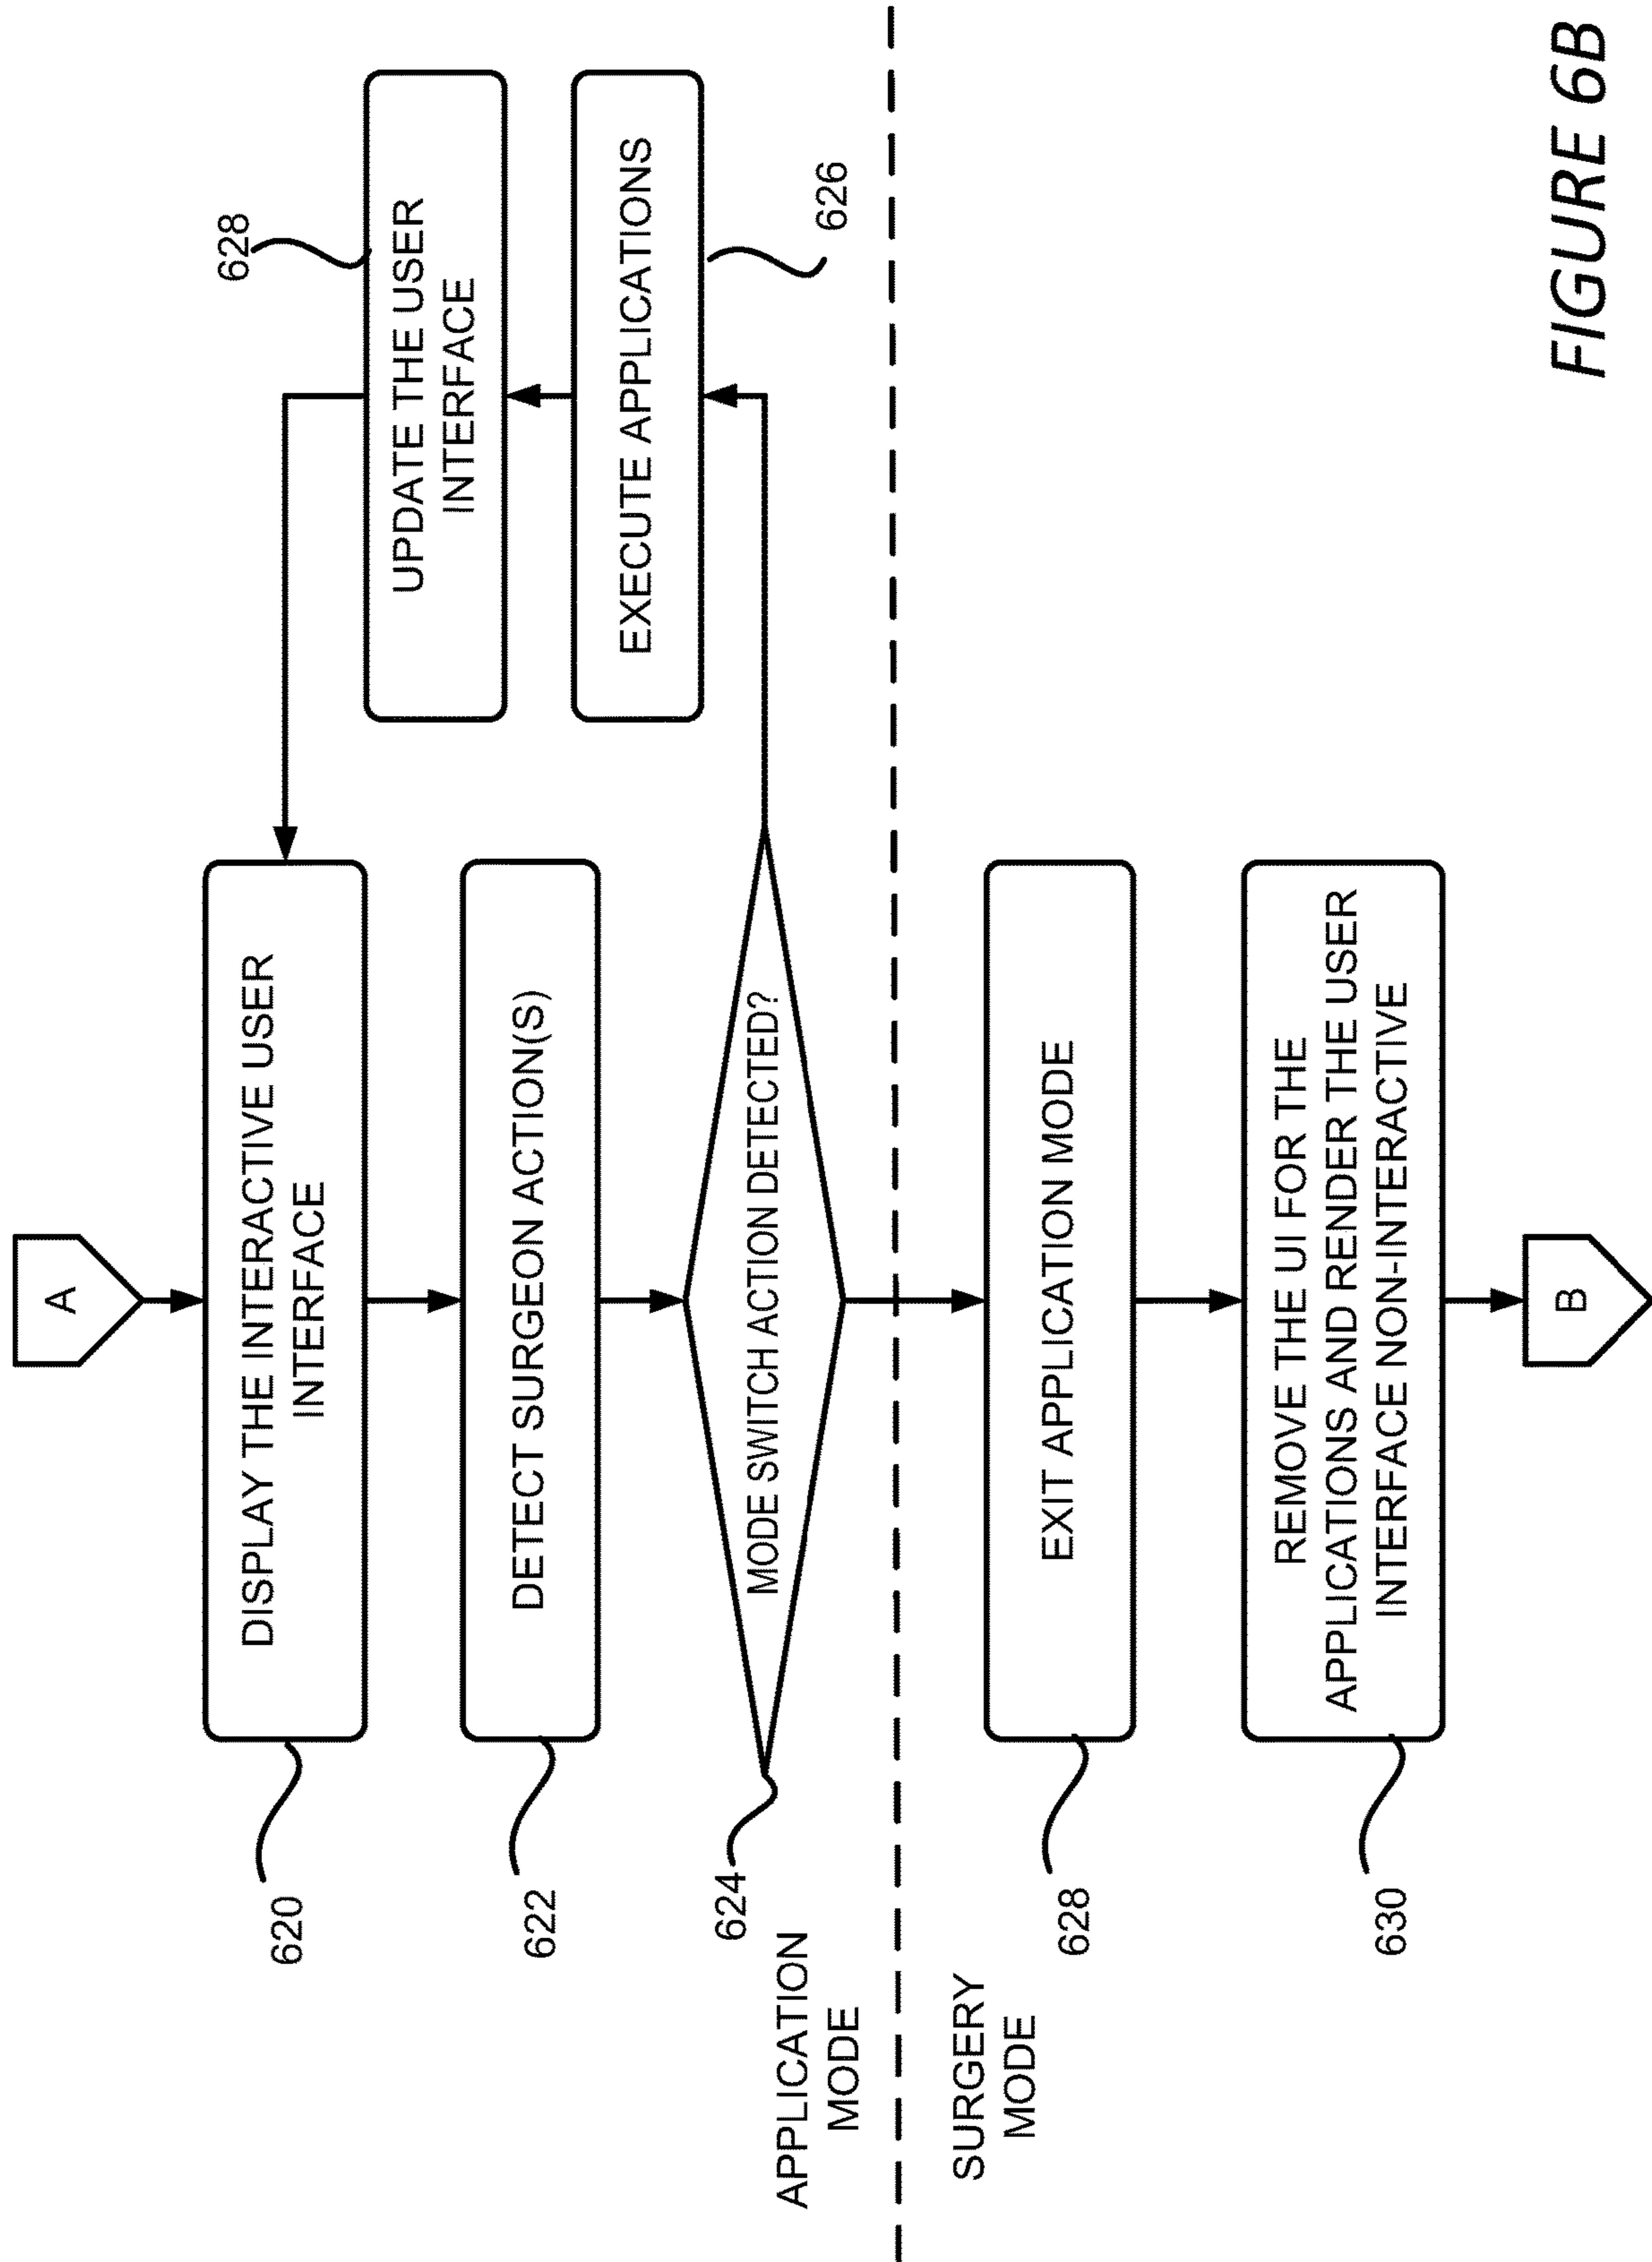 A
DISPLAY THE INTERACTIVE USER
INTERFACE
620
DETECT SURGEON ACTION(S)
622
MODE SWITCH ACTION DETECTED?
624
628
UPDATE THE USER
INTERFACE
EXECUTE APPLICATIONS
626
APPLICATION
MODE
SURGERY
MODE
EXIT APPLICATION MODE
628
REMOVE THE UI FOR THE
APPLICATIONS AND RENDER THE USER
INTERFACE NON-INTERACTIVE
630
B
FIGURE 6B